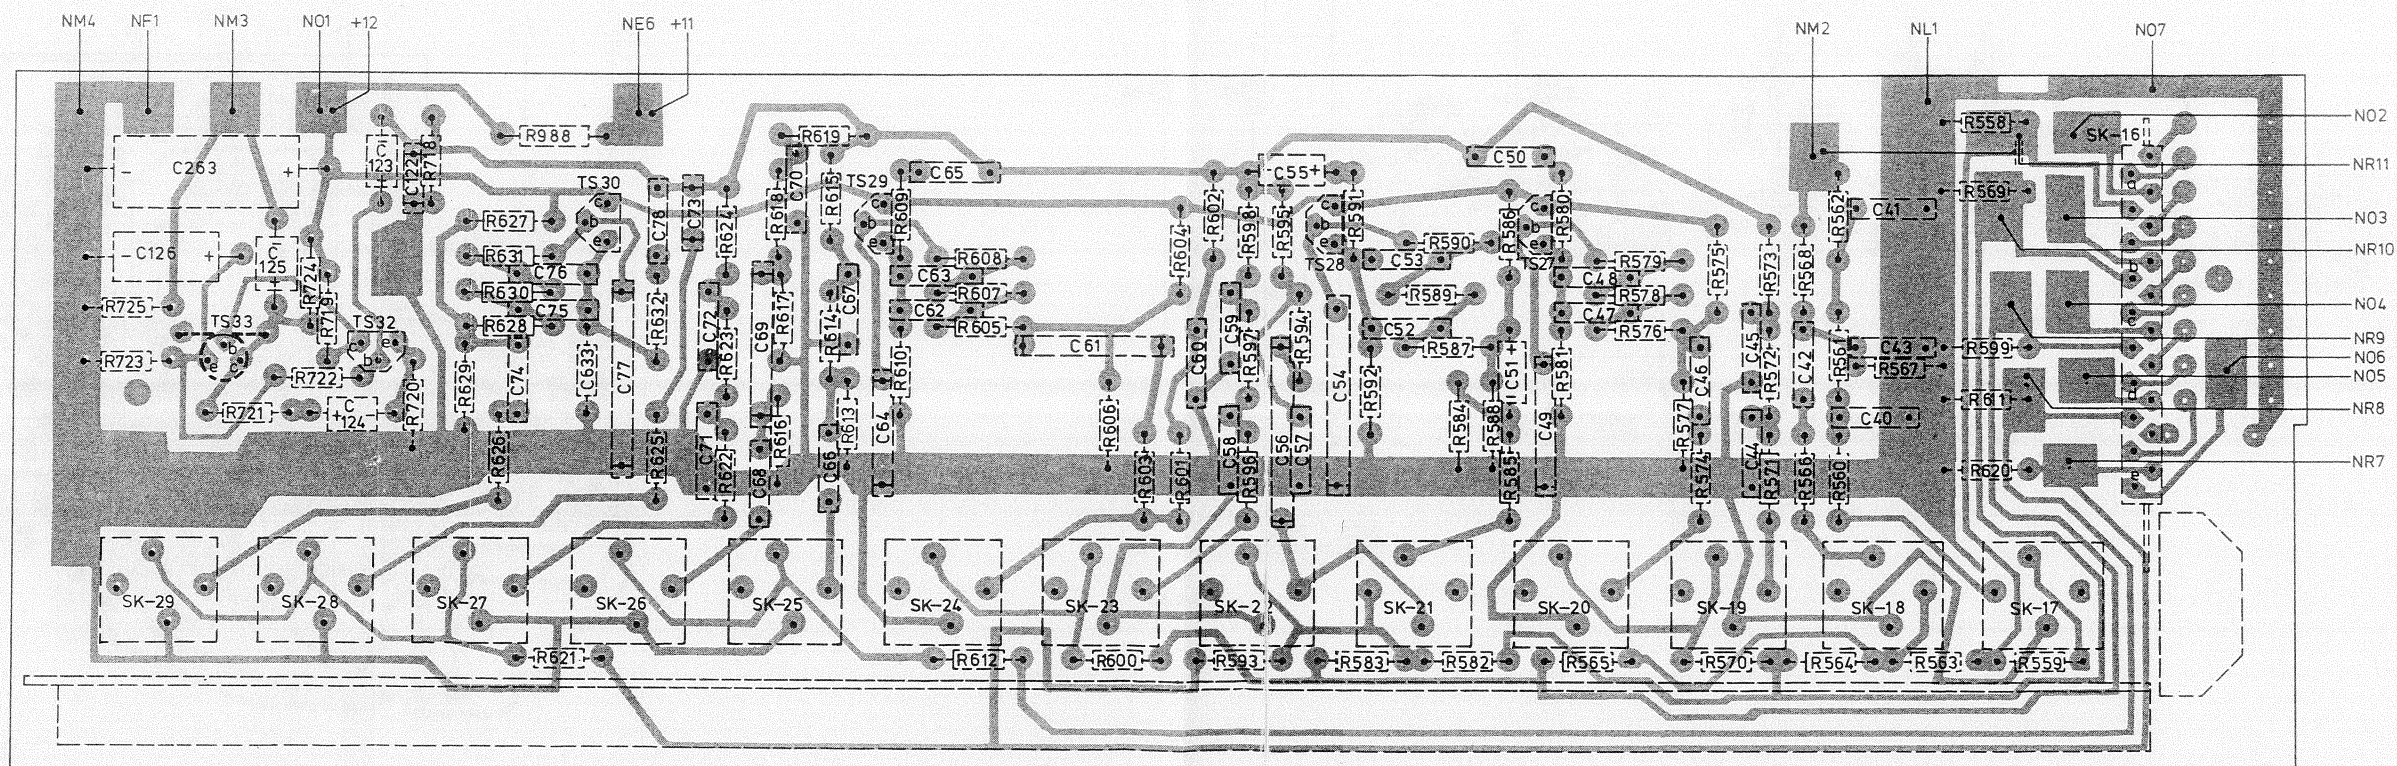 NM4 NF1 NM3 NO1 +12 NE6 +11 NM2 NL1 NO7
NO2
NR11
NO3
NR10
NO4
NR9
NO6
NO5
NR8
NR7
C263 - +
C126 - +
C 125
C 123
C122
R718
R988
R725
R723
R724
R719
TS33
TS32
b c e
R722
R721
C 124 + -
R720
R627
R631
C76
R630
C75
R628
R629
C74
R626
TS30
c b e
C633
C77
C78
C73
R624
R632
C72
R623
R625
C71
R622
R619
C70
R618
R615
C69
R617
C67
R614
R616
R613
C68
C66
C64
TS29
c b e
R609
C65
C63
C62
R608
R607
R605
R610
C61
R606
R604
R603
R601
R602
R598
R595
C55 +
R591
TS28
c b e
C60
C59
R597
R594
C54
C58
R596
C56
C57
R590
C53
R589
C52
R587
R592
C50
R586
R580
TS27
c b e
C51 +
R588
R584
R585
R581
C49
R579
C48
R578
C47
R576
R577
C46
R574
R575
R573
R568
R562
C45
R572
C42
R561
C44
R571
R566
R560
C41
C43
R567
C40
R558
R569
R599
R611
R620
SK-16
a b c d e
SK-29 SK-28 SK-27 SK-26 SK-25 SK-24 SK-23 SK-22 SK-21 SK-20 SK-19 SK-18 SK-17
R621 R612 R600 R593 R583 R582 R565 R570 R564 R563 R559